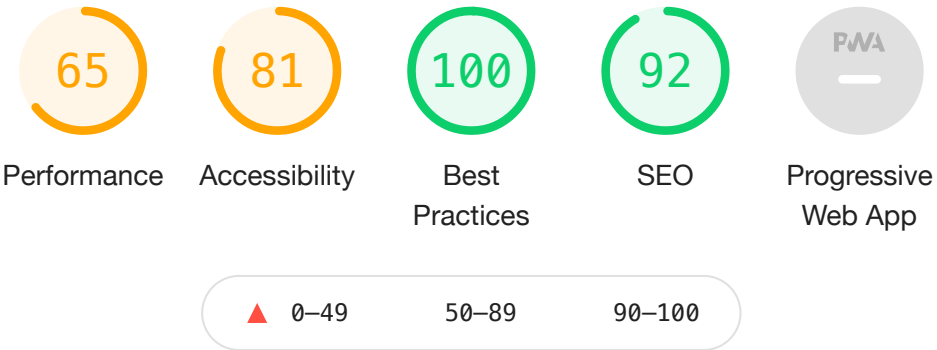 65 81 100 92 PWA
Performance Accessibility Best Practices SEO Progressive Web App
0–49 50–89 90–100